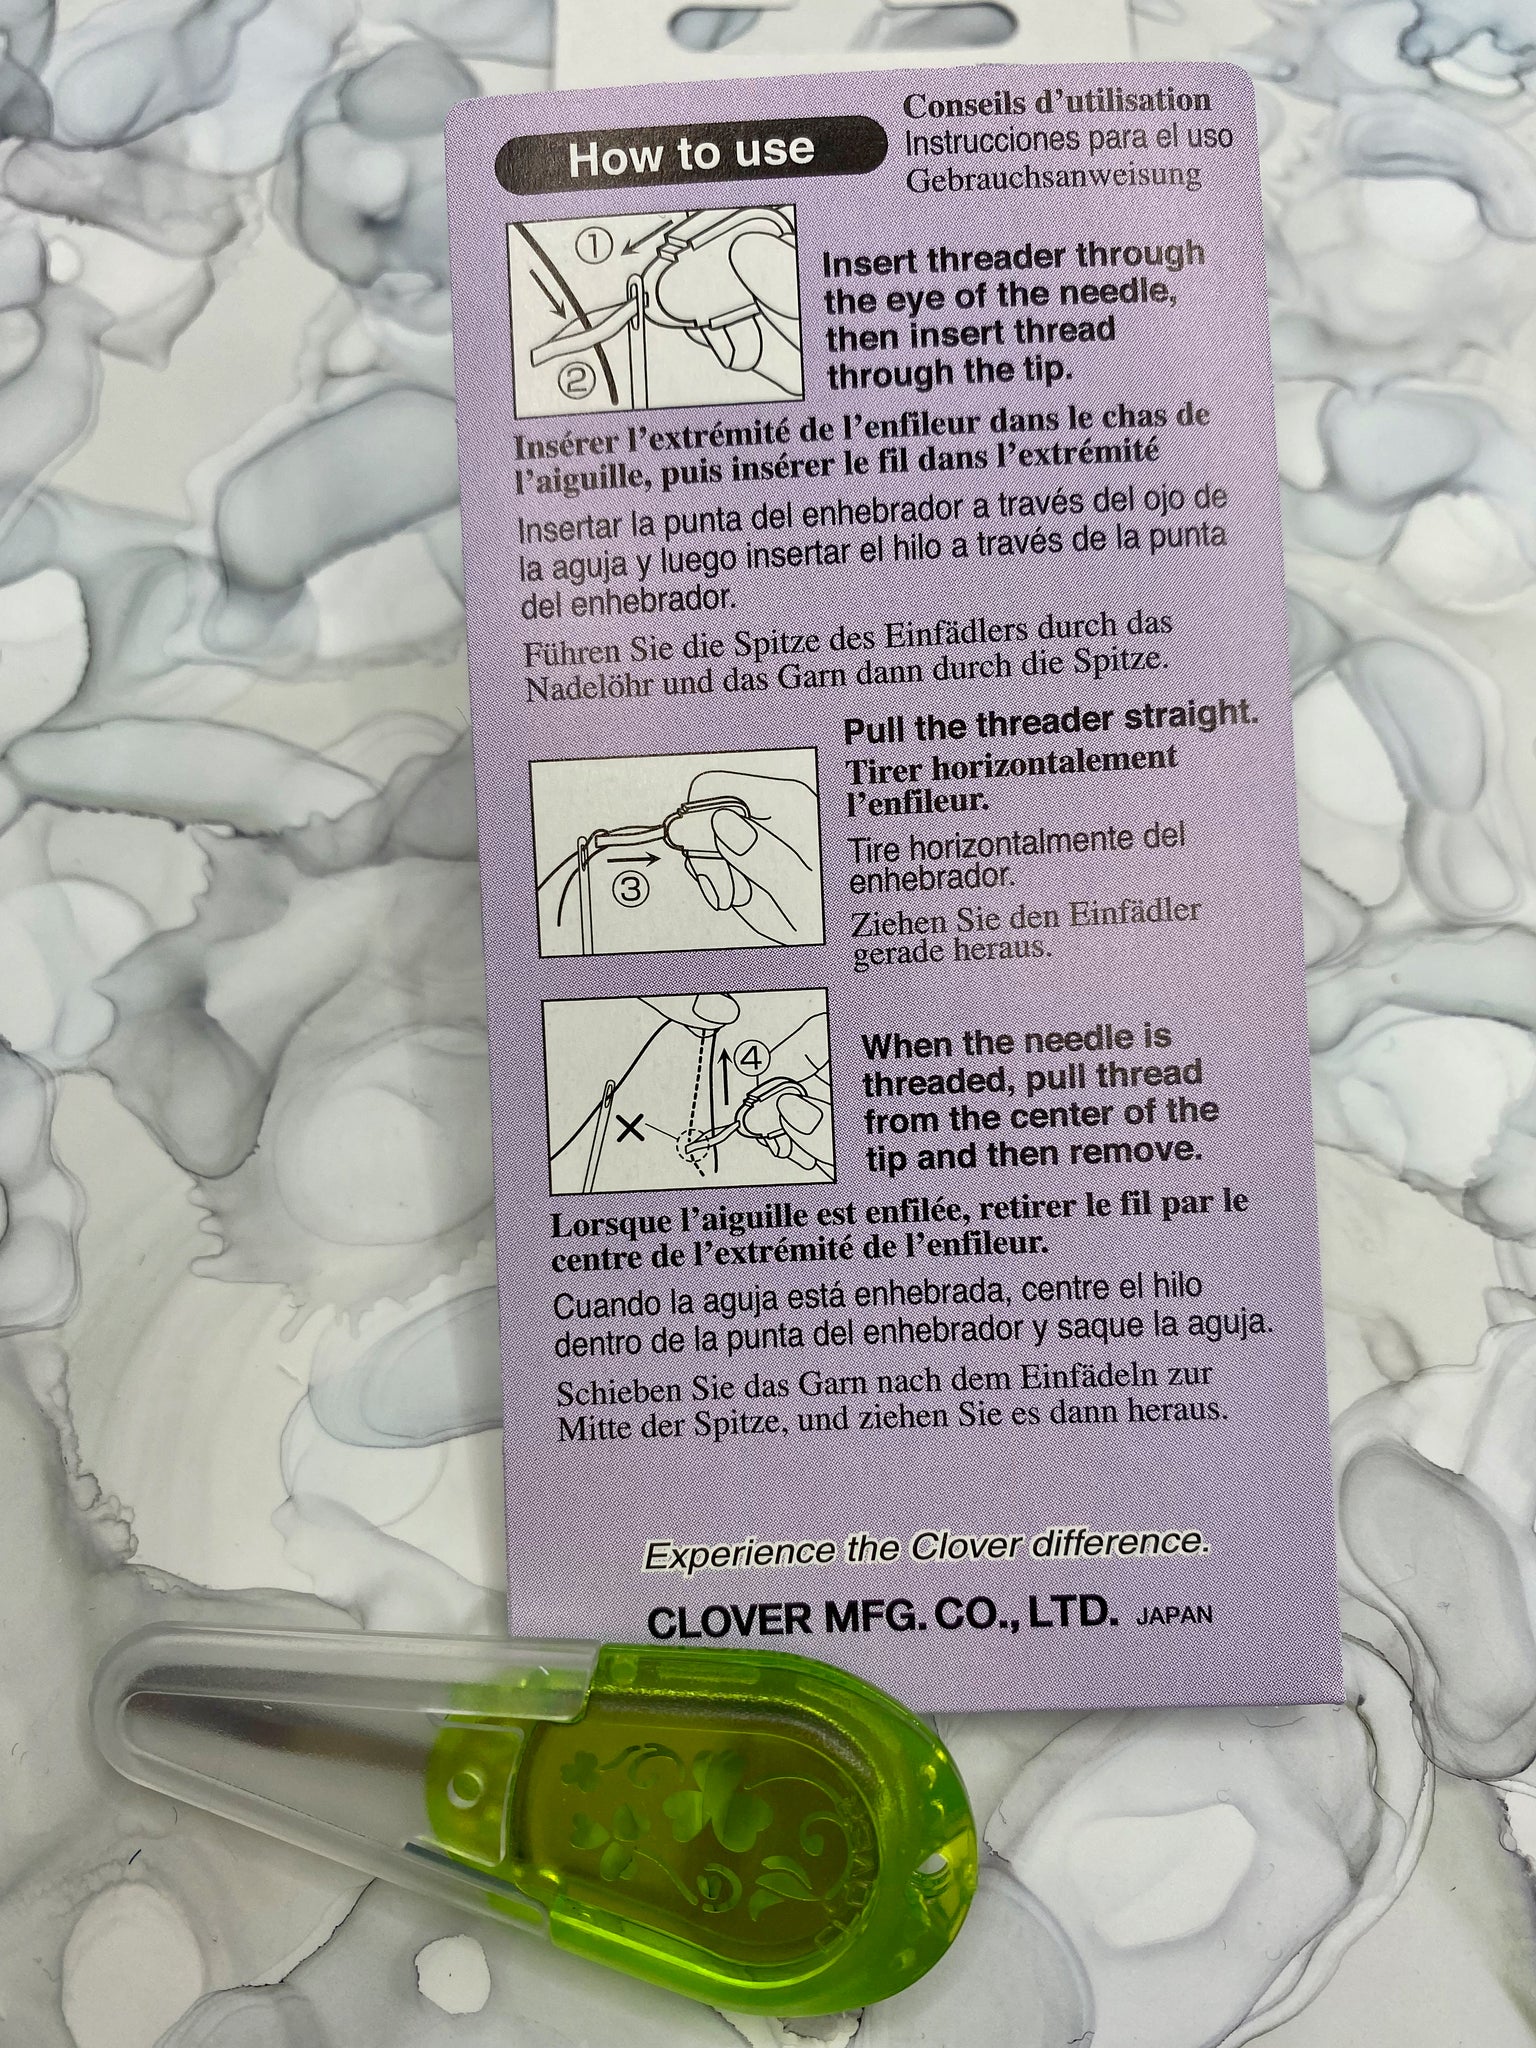 How to use
Conseils d'utilisation
Instrucciones para el uso
Gebrauchsanweisung
①
②
Insert threader through
the eye of the needle,
then insert thread
through the tip.
Insérer l'extrémité de l'enfileur dans le chas de
l'aiguille, puis insérer le fil dans l'extrémité
Insertar la punta del enhebrador a través del ojo de
la aguja y luego insertar el hilo a través de la punta
del enhebrador.
Führen Sie die Spitze des Einfädlers durch das
Nadelöhr und das Garn dann durch die Spitze.
Pull the threader straight.
Tirer horizontalement
l'enfileur.
Tire horizontalmente del
enhebrador.
Ziehen Sie den Einfädler
gerade heraus.
③
④
×
When the needle is
threaded, pull thread
from the center of the
tip and then remove.
Lorsque l'aiguille est enfilée, retirer le fil par le
centre de l'extrémité de l'enfileur.
Cuando la aguja está enhebrada, centre el hilo
dentro de la punta del enhebrador y saque la aguja.
Schieben Sie das Garn nach dem Einfädeln zur
Mitte der Spitze, und ziehen Sie es dann heraus.
Experience the Clover difference.
CLOVER MFG. CO., LTD. JAPAN
CLOVER